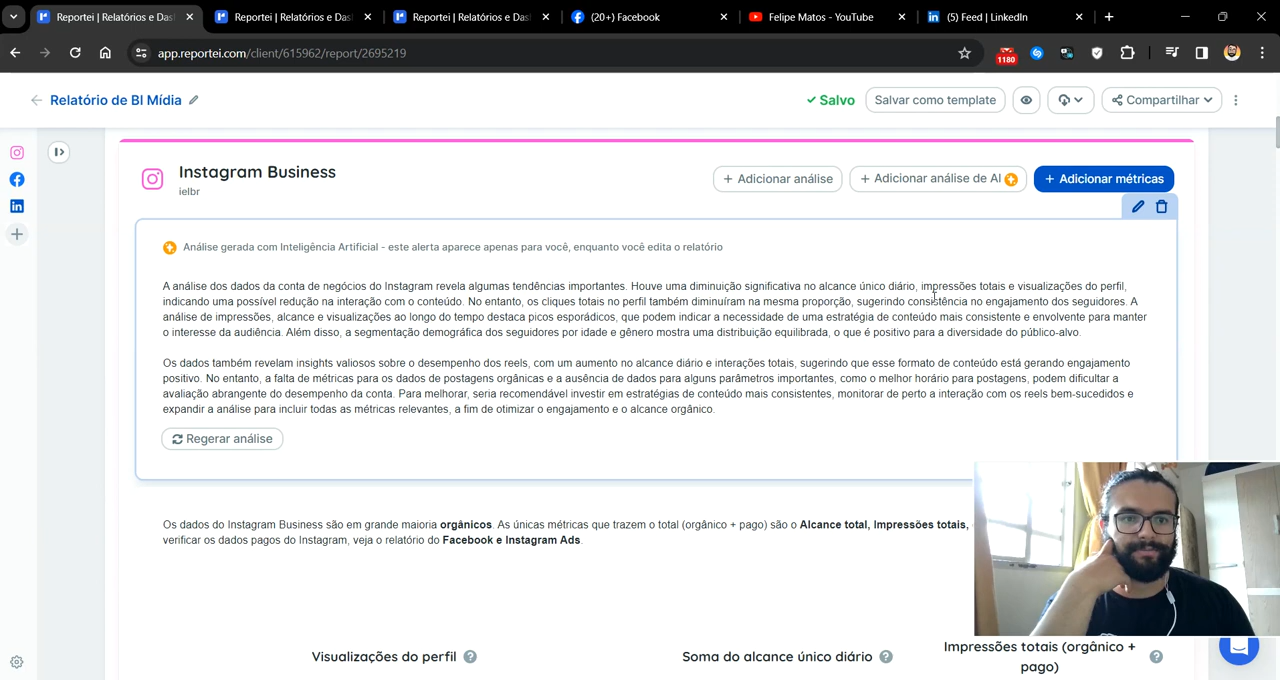 Reportei | Relatórios e Das
Reportei | Relatórios e Das
Reportei | Relatórios e Das
(20+) Facebook
Felipe Matos - YouTube
(5) Feed | LinkedIn
app.reportei.com/client/615962/report/2695219
1180
Relatório de BI Mídia
Salvo
Salvar como template
Compartilhar
Instagram Business
ielbr
+ Adicionar análise
+ Adicionar análise de AI
+ Adicionar métricas
Análise gerada com Inteligência Artificial - este alerta aparece apenas para você, enquanto você edita o relatório
A análise dos dados da conta de negócios do Instagram revela algumas tendências importantes. Houve uma diminuição significativa no alcance único diário, impressões totais e visualizações do perfil,
indicando uma possível redução na interação com o conteúdo. No entanto, os cliques totais no perfil também diminuíram na mesma proporção, sugerindo consistência no engajamento dos seguidores. A
análise de impressões, alcance e visualizações ao longo do tempo destaca picos esporádicos, que podem indicar a necessidade de uma estratégia de conteúdo mais consistente e envolvente para manter
o interesse da audiência. Além disso, a segmentação demográfica dos seguidores por idade e gênero mostra uma distribuição equilibrada, o que é positivo para a diversidade do público-alvo.
Os dados também revelam insights valiosos sobre o desempenho dos reels, com um aumento no alcance diário e interações totais, sugerindo que esse formato de conteúdo está gerando engajamento
positivo. No entanto, a falta de métricas para os dados de postagens orgânicas e a ausência de dados para alguns parâmetros importantes, como o melhor horário para postagens, podem dificultar a
avaliação abrangente do desempenho da conta. Para melhorar, seria recomendável investir em estratégias de conteúdo mais consistentes, monitorar de perto a interação com os reels bem-sucedidos e
expandir a análise para incluir todas as métricas relevantes, a fim de otimizar o engajamento e o alcance orgânico.
Regerar análise
Os dados do Instagram Business são em grande maioria orgânicos. As únicas métricas que trazem o total (orgânico + pago) são o Alcance total, Impressões totais,
verificar os dados pagos do Instagram, veja o relatório do Facebook e Instagram Ads.
Visualizações do perfil
Soma do alcance único diário
Impressões totais (orgânico +
pago)